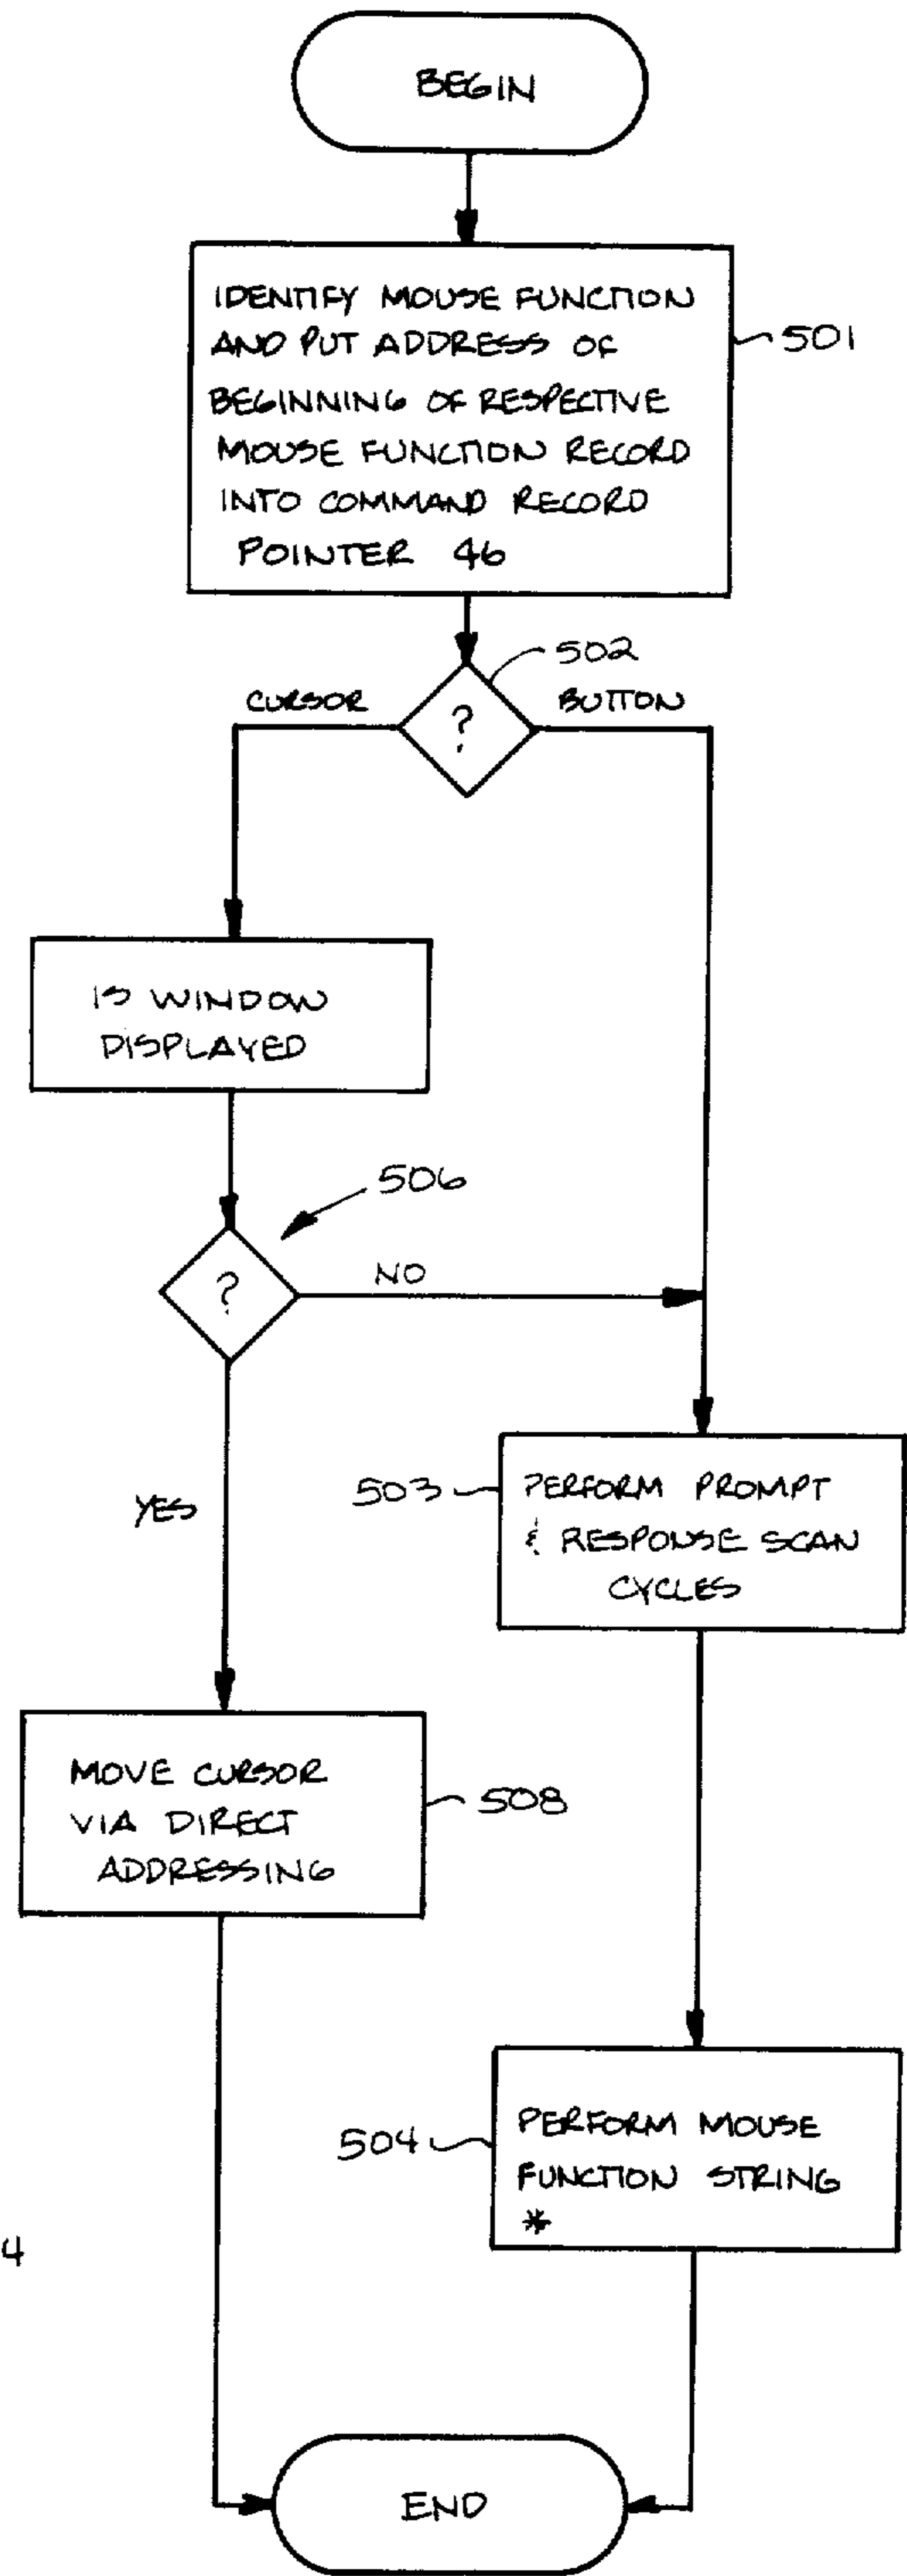 BEGIN
IDENTIFY MOUSE FUNCTION
AND PUT ADDRESS OF
BEGINNING OF RESPECTIVE
MOUSE FUNCTION RECORD
INTO COMMAND RECORD
POINTER 46
501
502
CURSOR
?
BUTTON
IS WINDOW
DISPLAYED
506
?
NO
YES
503
PERFORM PROMPT
& RESPONSE SCAN
CYCLES
MOVE CURSOR
VIA DIRECT
ADDRESSING
508
504
PERFORM MOUSE
FUNCTION STRING
*
4
END